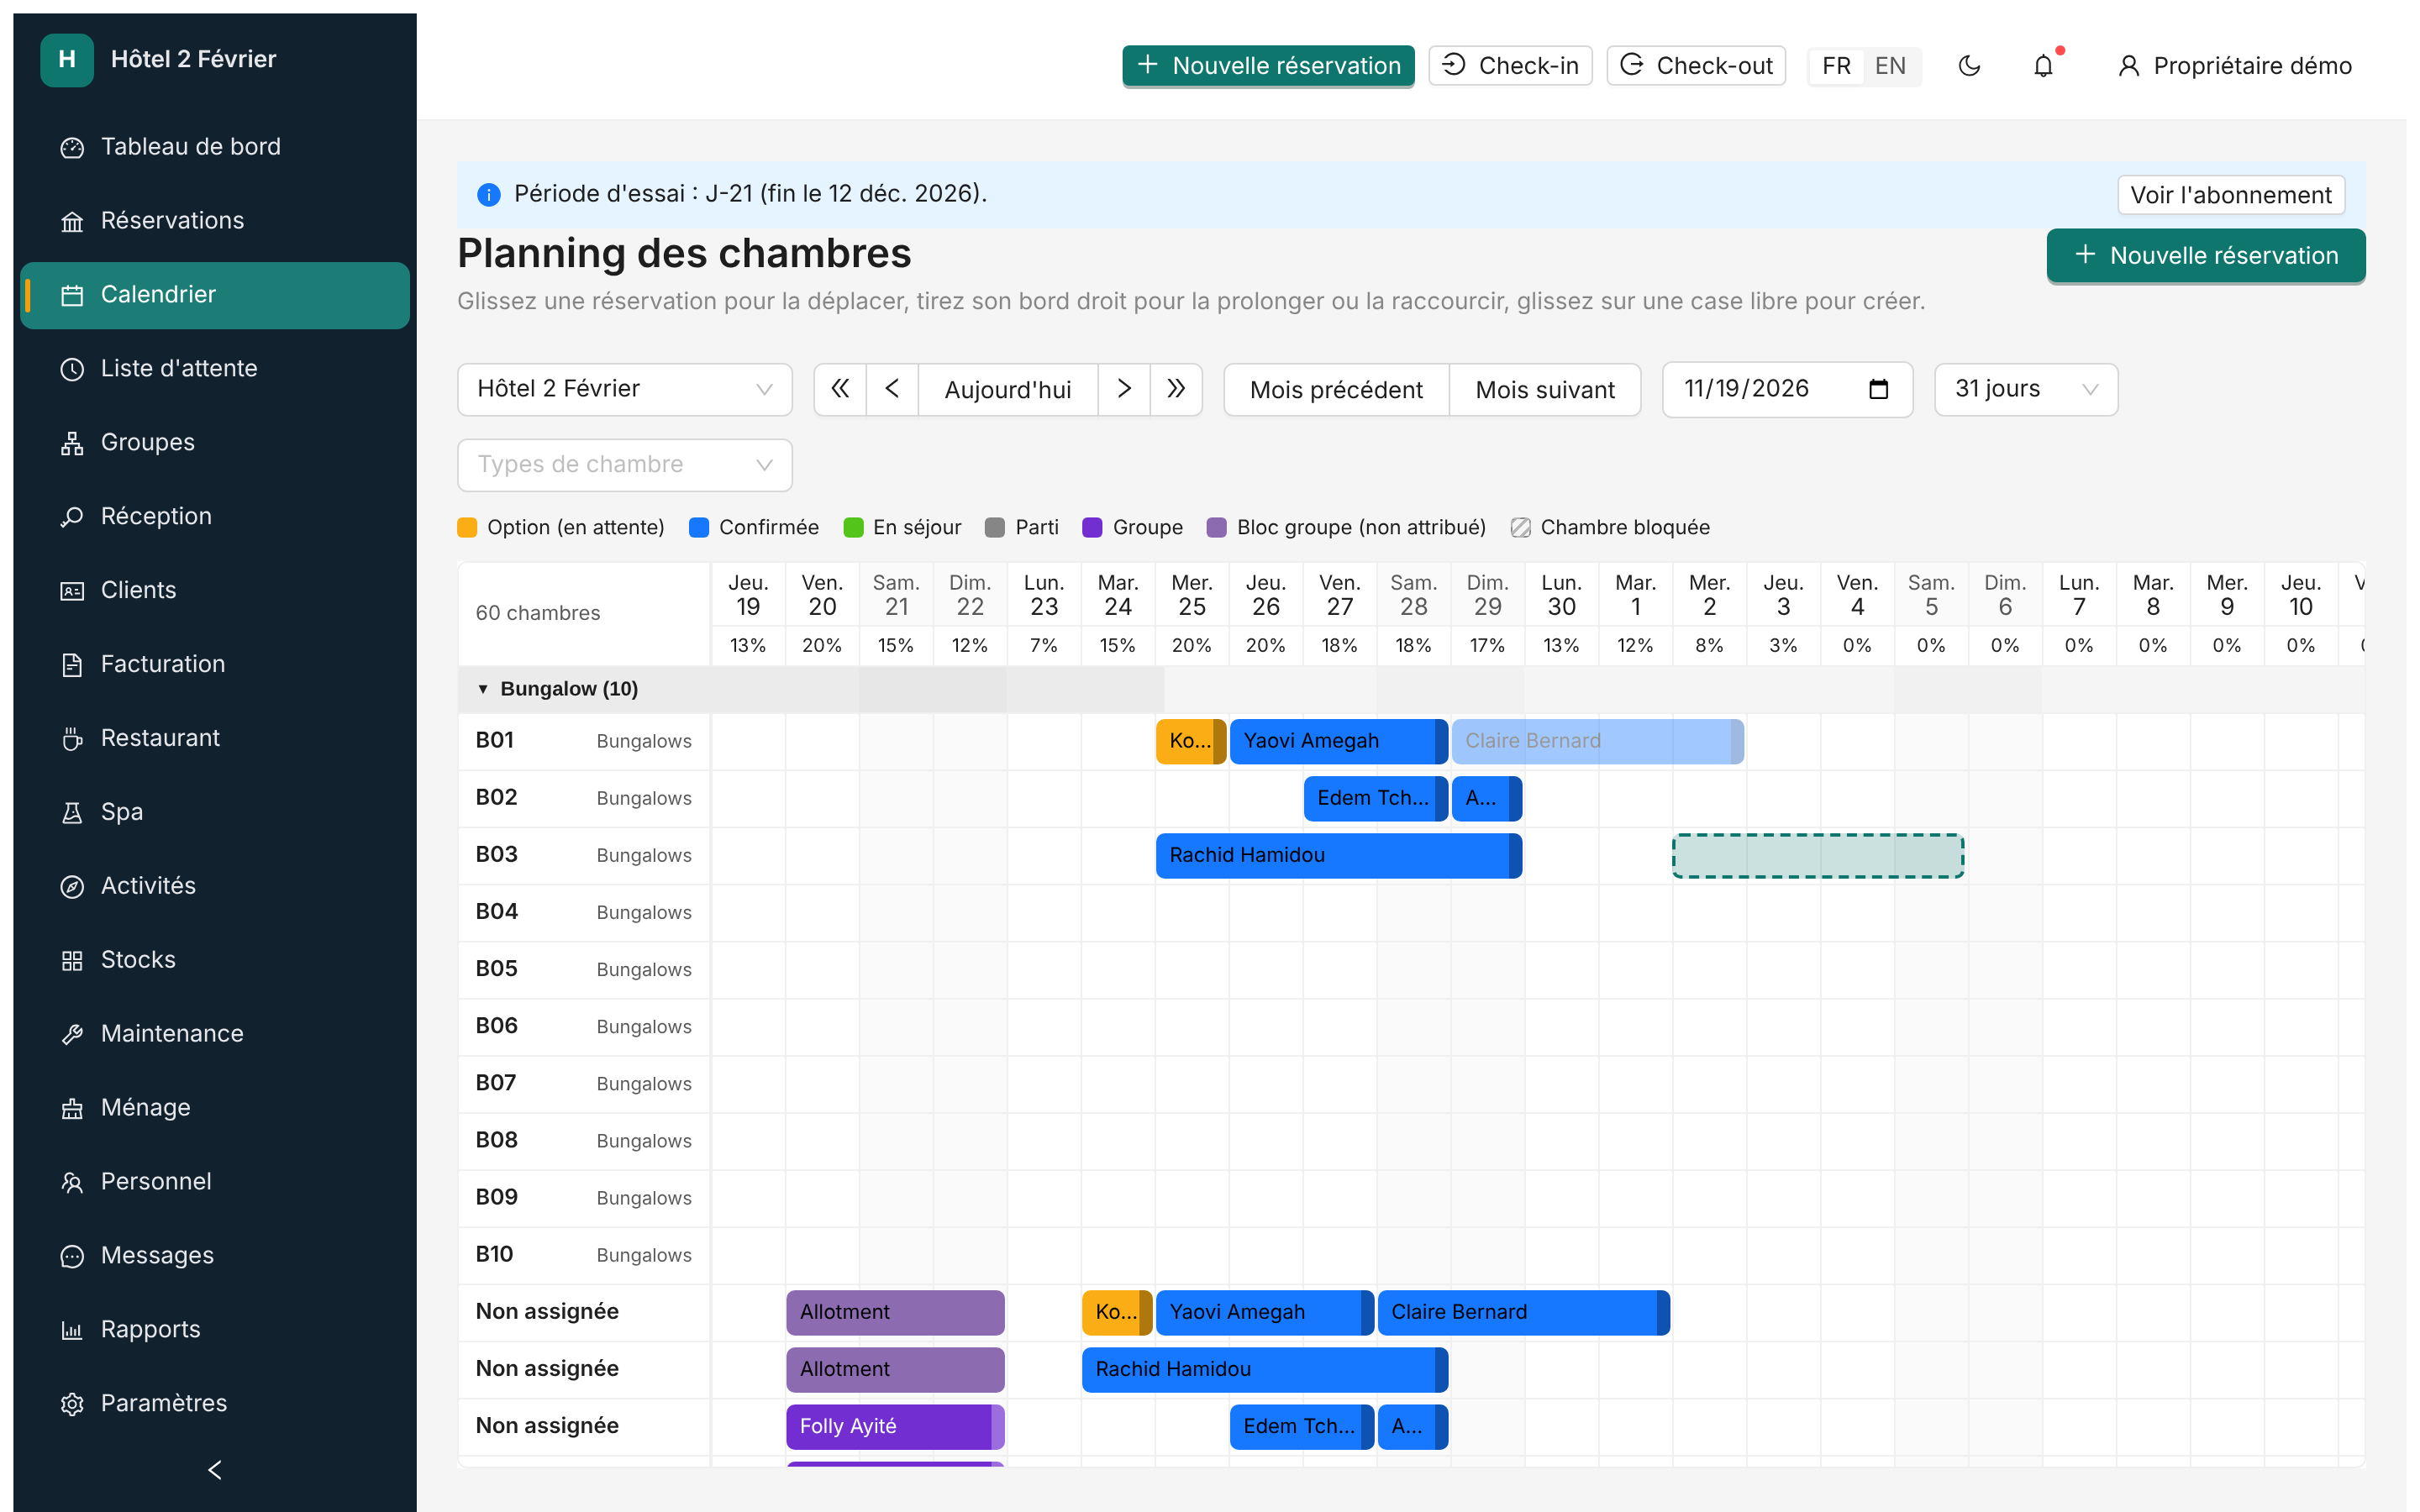 H Hôtel 2 Février
Nouvelle réservation Check-in Check-out FR EN Propriétaire démo
Tableau de bord
Réservations
Calendrier
Liste d'attente
Groupes
Réception
Clients
Facturation
Restaurant
Spa
Activités
Stocks
Maintenance
Ménage
Personnel
Messages
Rapports
Paramètres
Période d'essai : J-21 (fin le 12 déc. 2026). Voir l'abonnement
Planning des chambres
Nouvelle réservation
Glissez une réservation pour la déplacer, tirez son bord droit pour la prolonger ou la raccourcir, glissez sur une case libre pour créer.
Hôtel 2 Février Aujourd'hui Mois précédent Mois suivant 11/19/2026 31 jours
Types de chambre
Option (en attente) Confirmée En séjour Parti Groupe Bloc groupe (non attribué) Chambre bloquée
60 chambres
Jeu. Ven. Sam. Dim. Lun. Mar. Mer. Jeu. Ven. Sam. Dim. Lun. Mar. Mer. Jeu. Ven. Sam. Dim. Lun. Mar. Mer. Jeu.
19 20 21 22 23 24 25 26 27 28 29 30 1 2 3 4 5 6 7 8 9 10
13% 20% 15% 12% 7% 15% 20% 20% 18% 18% 17% 13% 12% 8% 3% 0% 0% 0% 0% 0% 0% 0%
Bungalow (10)
B01 Bungalows Ko... Yaovi Amegah Claire Bernard
B02 Bungalows Edem Tch... A...
B03 Bungalows Rachid Hamidou
B04 Bungalows
B05 Bungalows
B06 Bungalows
B07 Bungalows
B08 Bungalows
B09 Bungalows
B10 Bungalows
Non assignée Allotment Ko... Yaovi Amegah Claire Bernard
Non assignée Allotment Rachid Hamidou
Non assignée Folly Ayité Edem Tch... A...